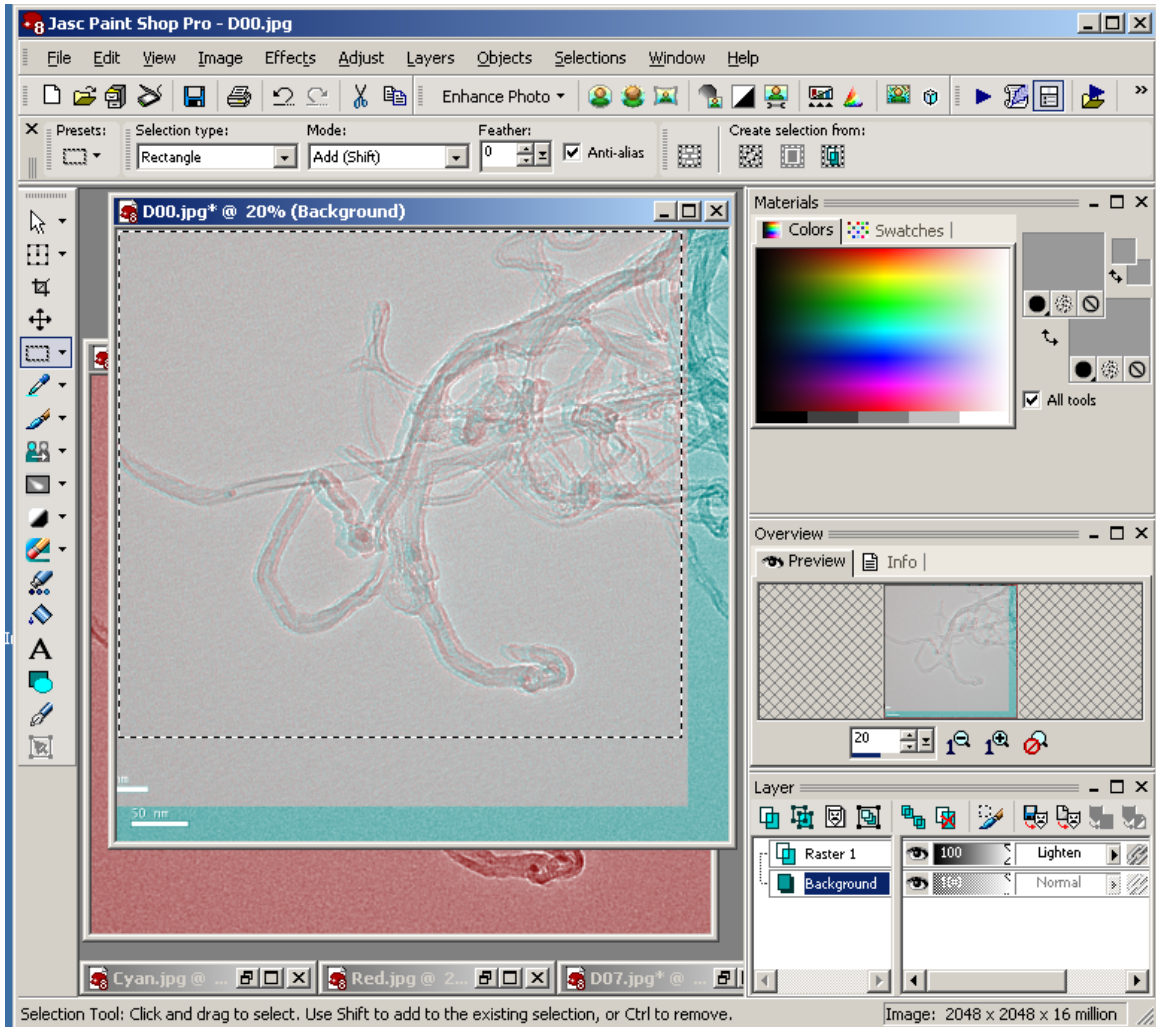 Jasc Paint Shop Pro - D00.jpg
File Edit View Image Effects Adjust Layers Objects Selections Window Help
Enhance Photo
Presets: Selection type: Mode: Feather: Create selection from:
Rectangle Add (Shift) 0 Anti-alias
D00.jpg* @ 20% (Background)
50 nm
Materials
Colors Swatches
All tools
Overview
Preview Info
20
Layer
Raster 1 100 Lighten
Background 100 Normal
Cyan.jpg @ ... Red.jpg @ 2... D07.jpg* @ ...
Selection Tool: Click and drag to select. Use Shift to add to the existing selection, or Ctrl to remove. Image: 2048 x 2048 x 16 million